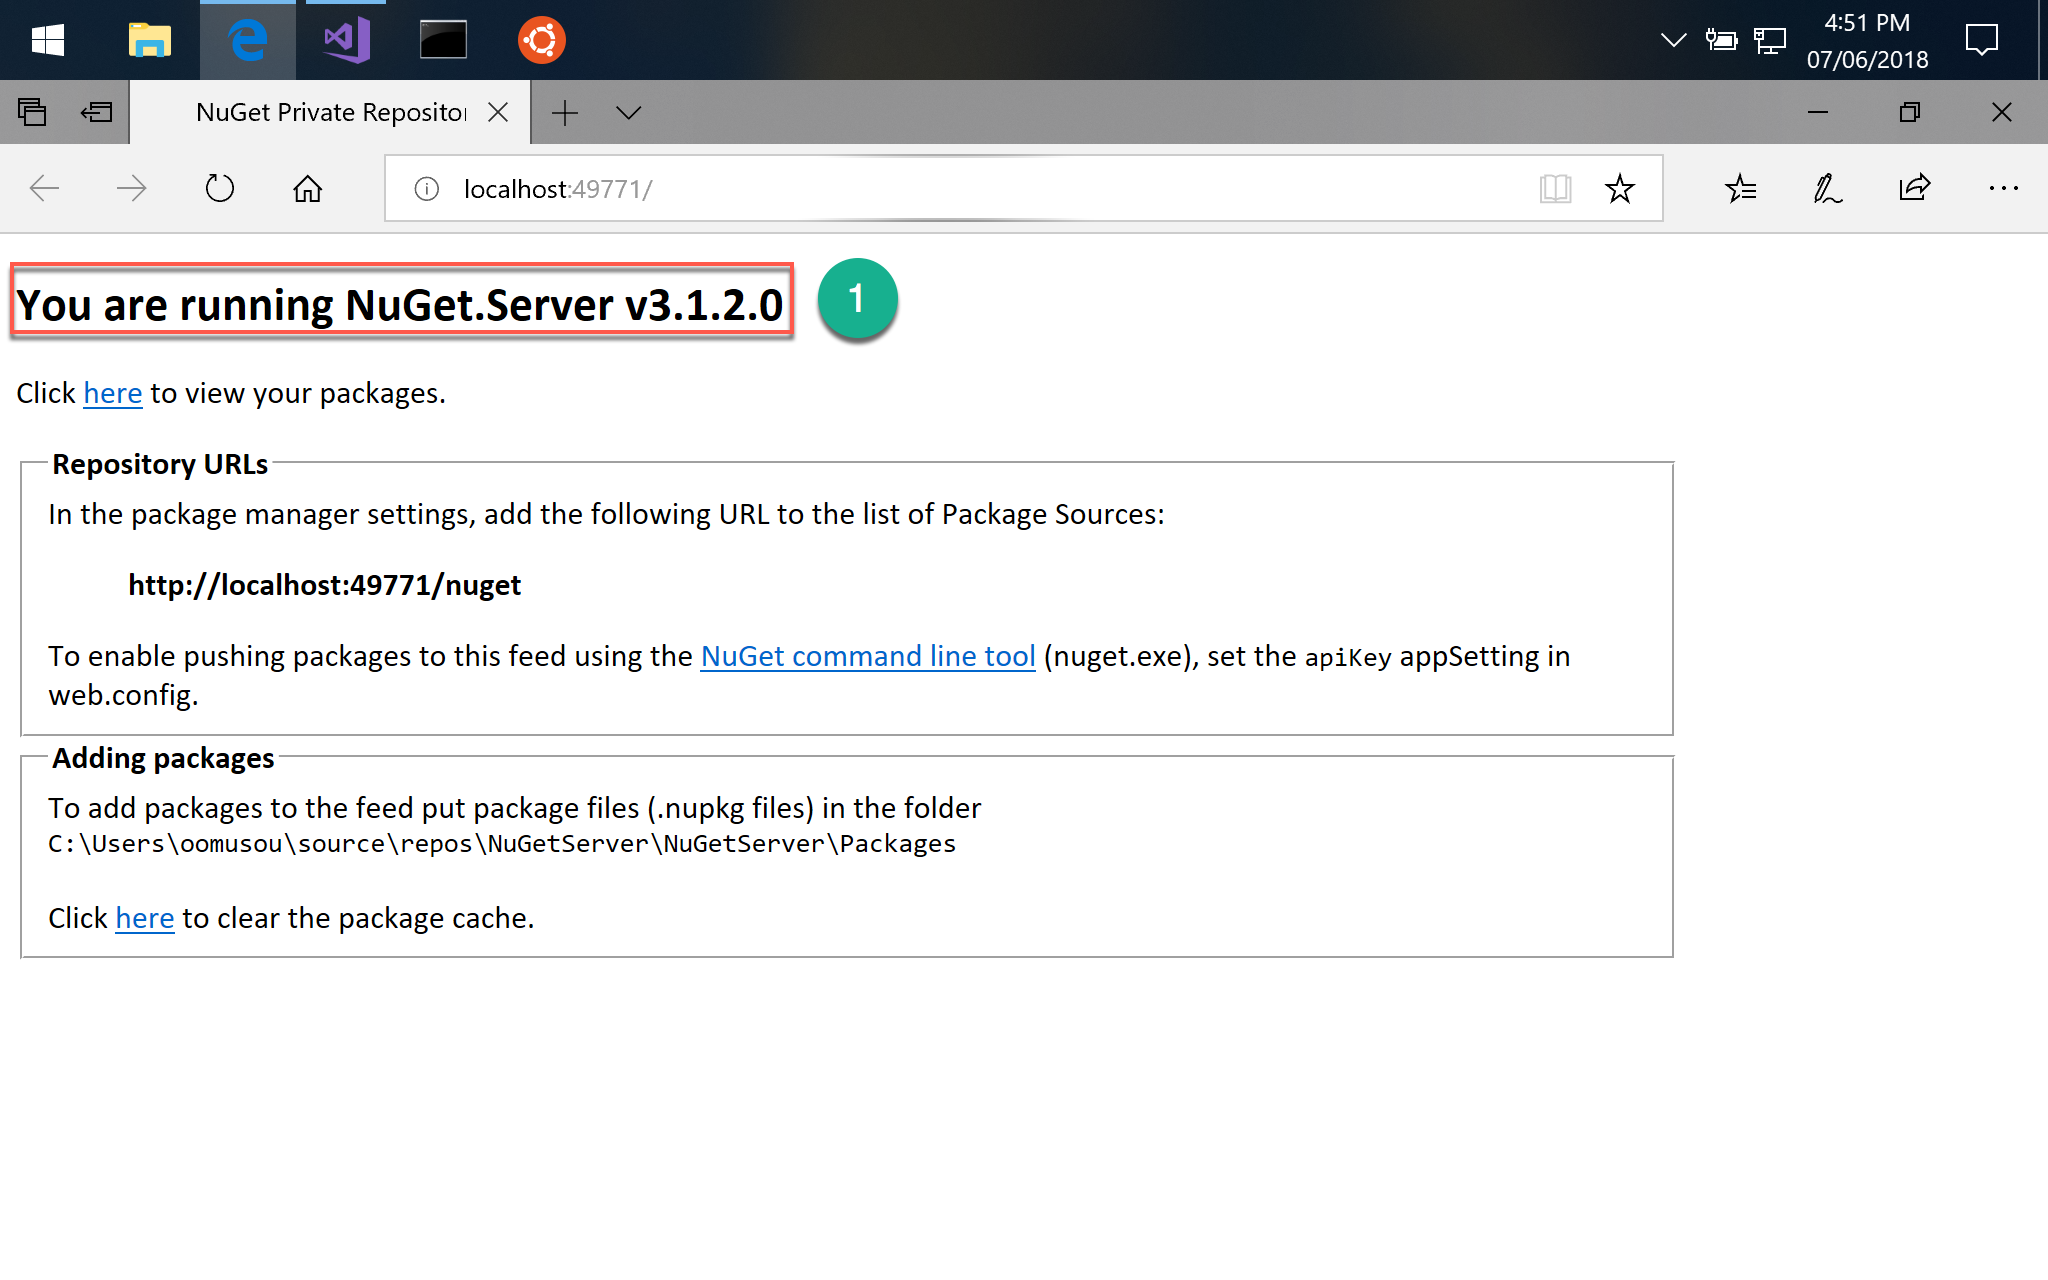 4:51 PM
07/06/2018
NuGet Private Repositor
localhost:49771/
You are running NuGet.Server v3.1.2.0
1
Click here to view your packages.
Repository URLs
In the package manager settings, add the following URL to the list of Package Sources:
http://localhost:49771/nuget
To enable pushing packages to this feed using the NuGet command line tool (nuget.exe), set the apiKey appSetting in
web.config.
Adding packages
To add packages to the feed put package files (.nupkg files) in the folder
C:\Users\oomusou\source\repos\NuGetServer\NuGetServer\Packages
Click here to clear the package cache.